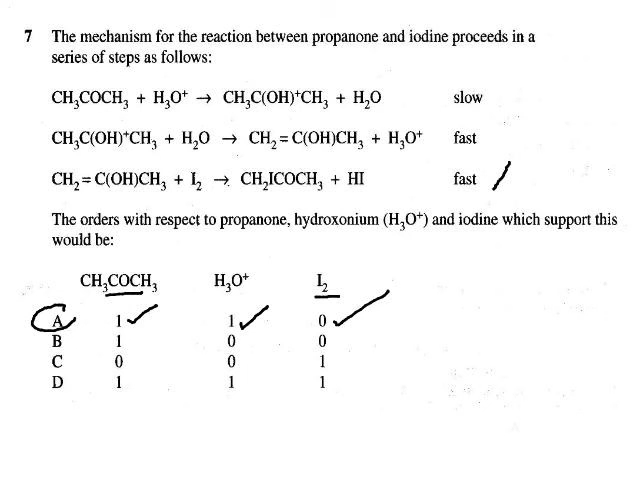 7 The mechanism for the reaction between propanone and iodine proceeds in a
series of steps as follows:
CH₃COCH₃ + H₃O⁺ → CH₃C(OH)⁺CH₃ + H₂O slow
CH₃C(OH)⁺CH₃ + H₂O → CH₂=C(OH)CH₃ + H₃O⁺ fast
CH₂=C(OH)CH₃ + I₂ → CH₂ICOCH₃ + HI fast
The orders with respect to propanone, hydroxonium (H₃O⁺) and iodine which support this
would be:
CH₃COCH₃ H₃O⁺ I₂
A 1 1 0
B 1 0 0
C 0 0 1
D 1 1 1